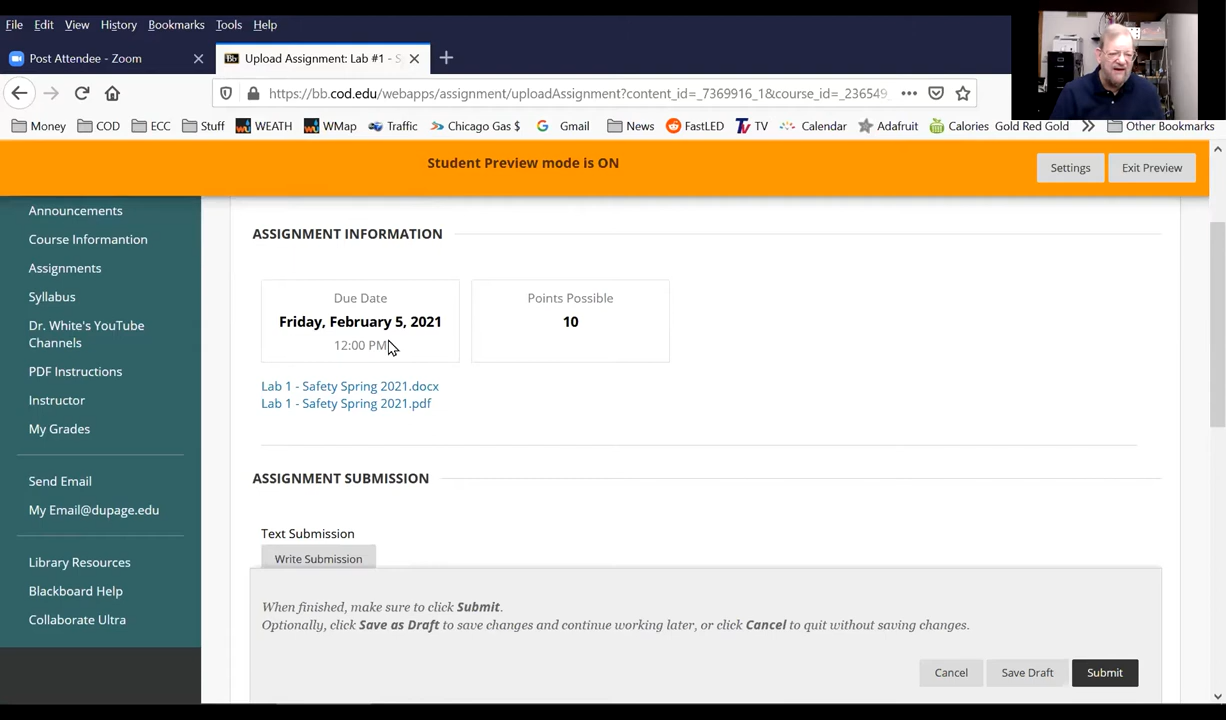 File Edit View History Bookmarks Tools Help
Post Attendee - Zoom
Bb Upload Assignment: Lab #1 - S
https://bb.cod.edu/webapps/assignment/uploadAssignment?content_id=_7369916_1&course_id=_236549_
Money COD ECC Stuff WEATH WMap Traffic Chicago Gas $ Gmail News FastLED TV Calendar Adafruit Calories Gold Red Gold Other Bookmarks
Student Preview mode is ON
Settings Exit Preview
Announcements
Course Informantion
Assignments
Syllabus
Dr. White's YouTube
Channels
PDF Instructions
Instructor
My Grades
Send Email
My Email@dupage.edu
Library Resources
Blackboard Help
Collaborate Ultra
ASSIGNMENT INFORMATION
Due Date
Friday, February 5, 2021
12:00 PM
Points Possible
10
Lab 1 - Safety Spring 2021.docx
Lab 1 - Safety Spring 2021.pdf
ASSIGNMENT SUBMISSION
Text Submission
Write Submission
When finished, make sure to click Submit.
Optionally, click Save as Draft to save changes and continue working later, or click Cancel to quit without saving changes.
Cancel Save Draft Submit